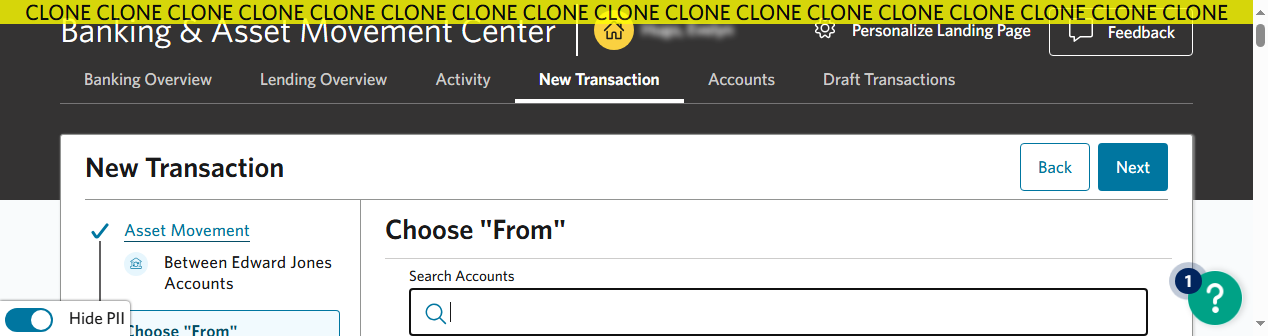 CLONE CLONE CLONE CLONE CLONE CLONE CLONE CLONE CLONE CLONE CLONE CLONE CLONE CLONE CLONE CLONE CLONE
Banking & Asset Movement Center
Personalize Landing Page
Feedback
Banking Overview Lending Overview Activity New Transaction Accounts Draft Transactions
New Transaction
Back Next
Asset Movement
Between Edward Jones
Accounts
Choose "From"
Choose "From"
Search Accounts
1
?
Hide PII